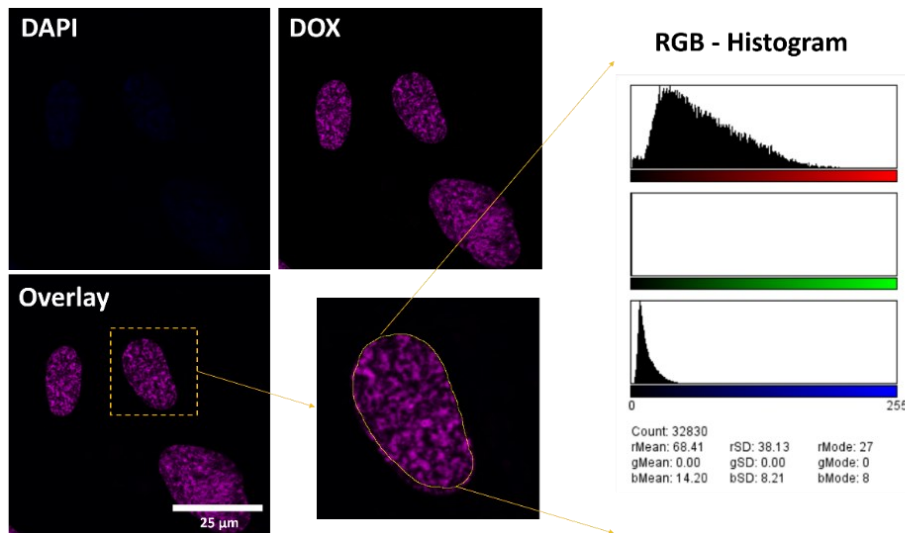 DAPI
DOX
RGB - Histogram
Overlay
25 µm
0 255
Count: 32830
rMean: 68.41 rSD: 38.13 rMode: 27
gMean: 0.00 gSD: 0.00 gMode: 0
bMean: 14.20 bSD: 8.21 bMode: 8